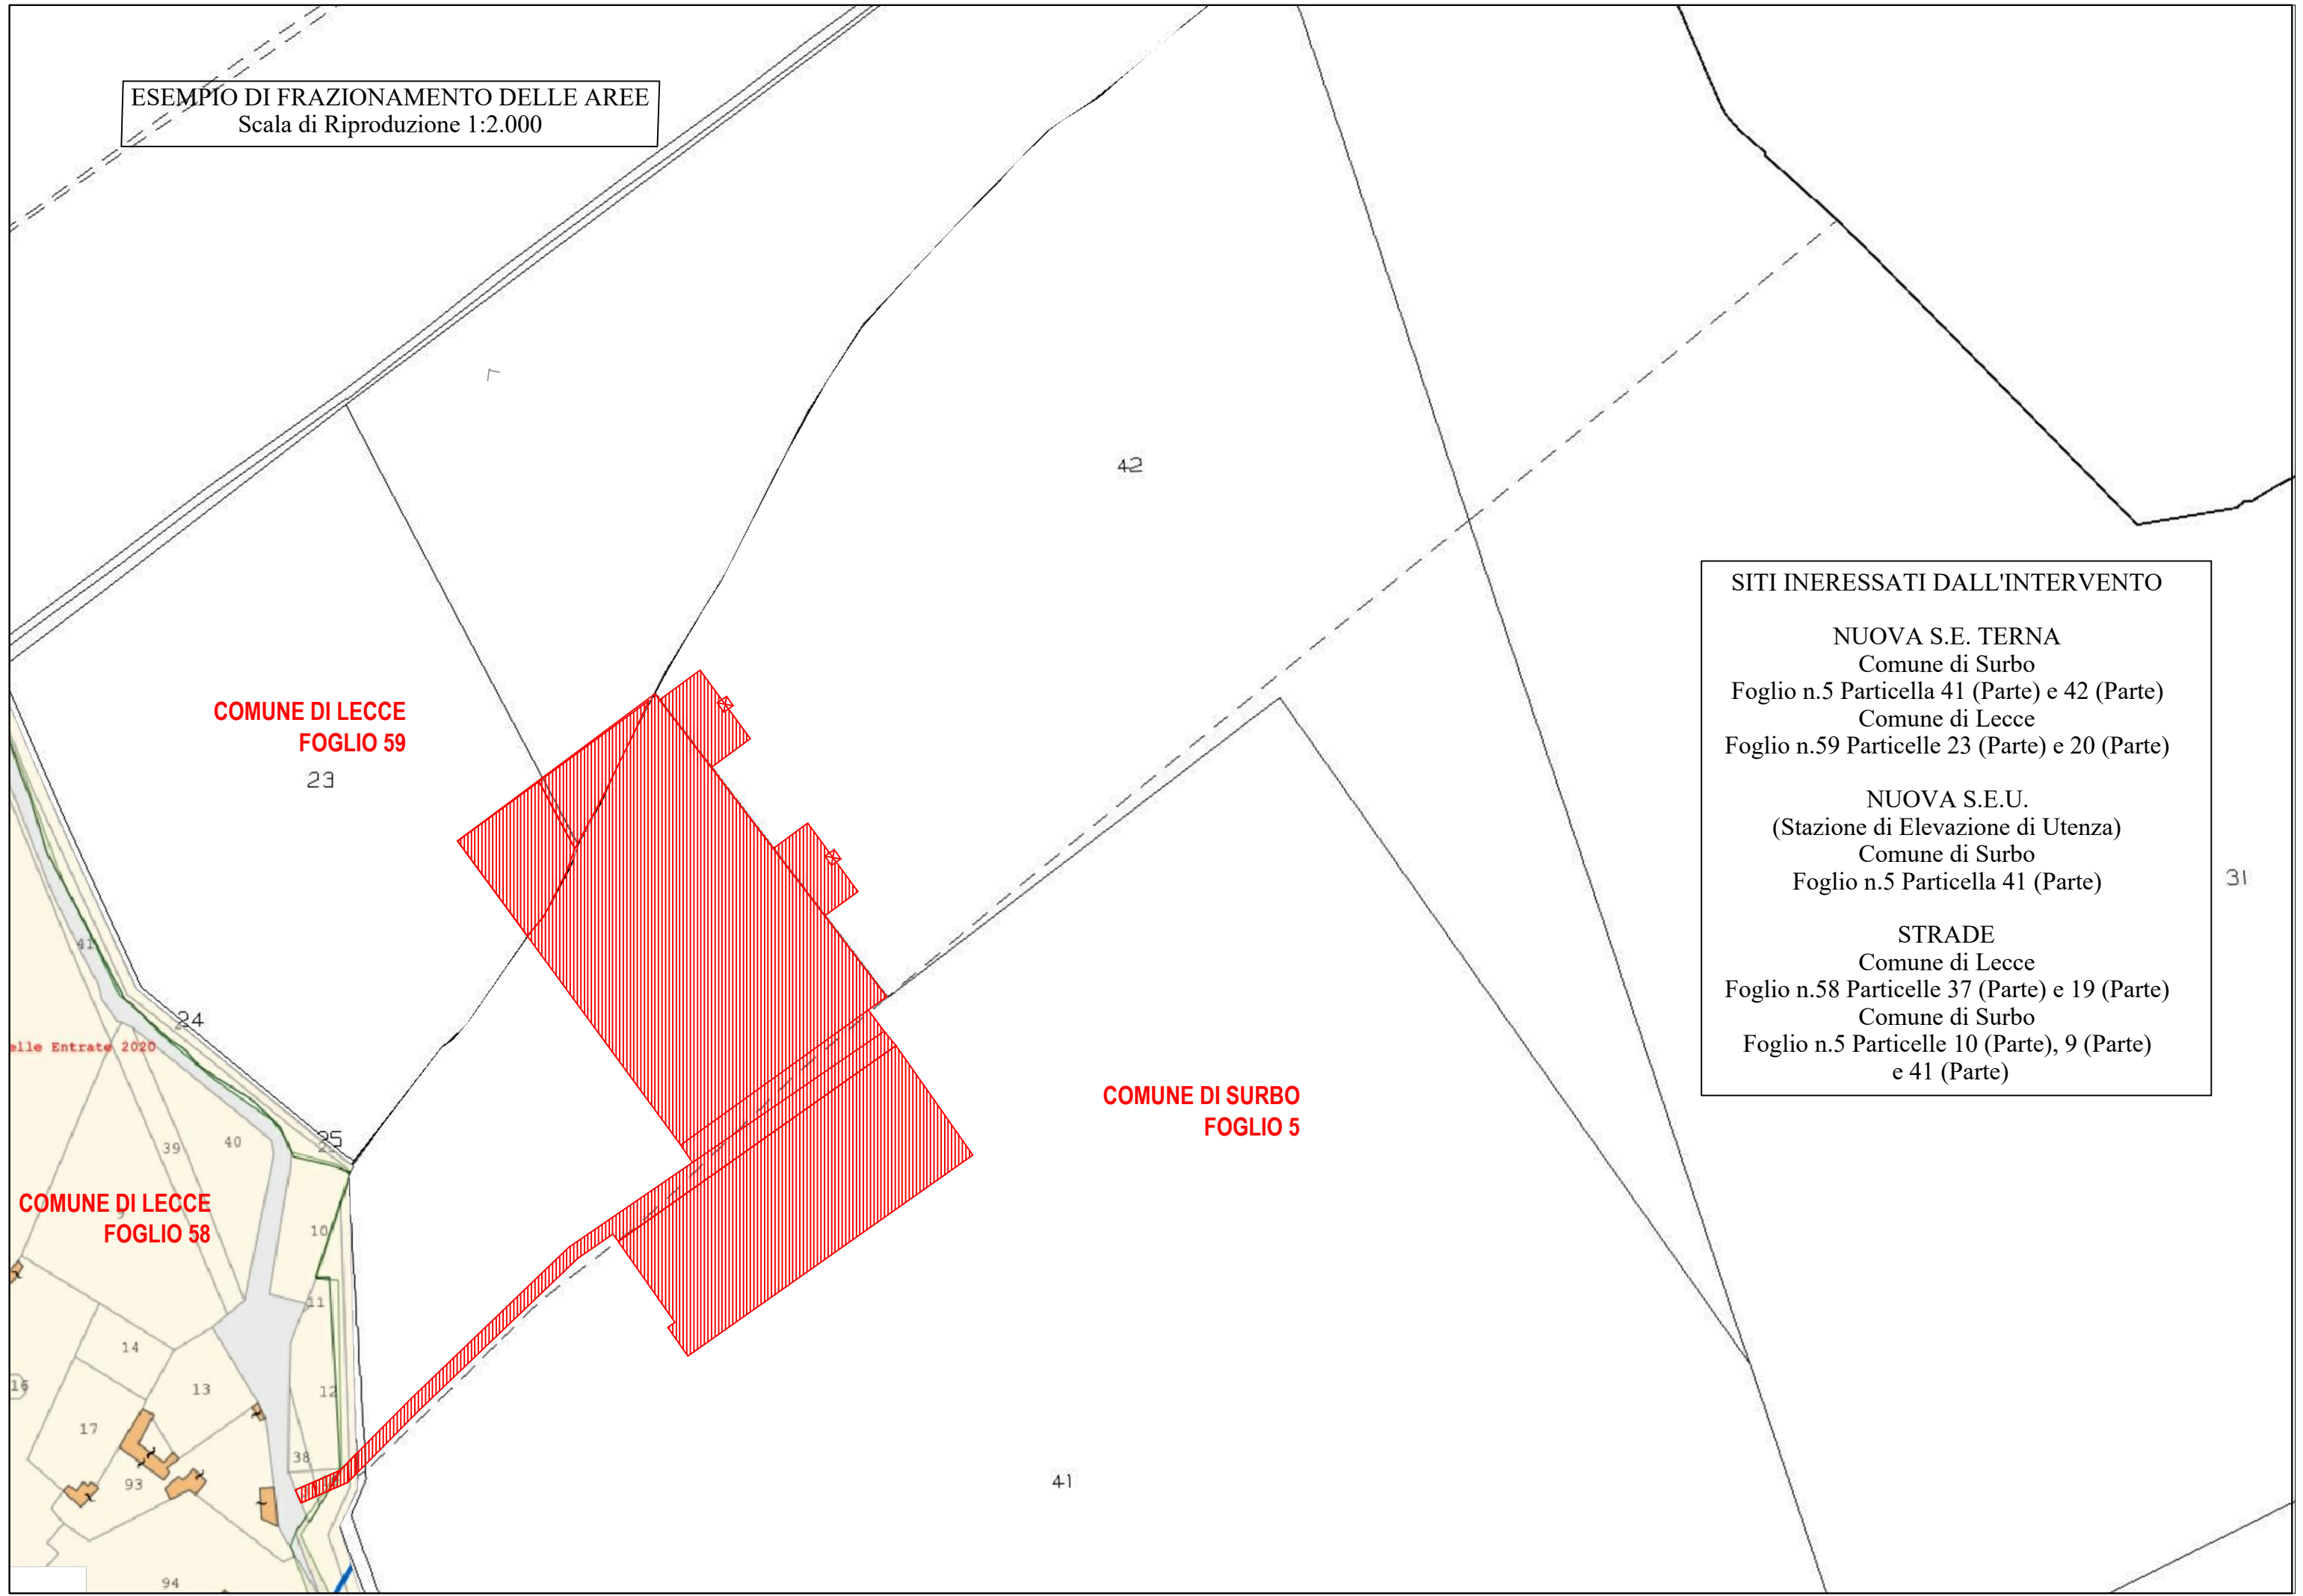 ESEMPIO DI FRAZIONAMENTO DELLE AREE
Scala di Riproduzione 1:2.000
42
SITI INERESSATI DALL'INTERVENTO
NUOVA S.E. TERNA
Comune di Surbo
Foglio n.5 Particella 41 (Parte) e 42 (Parte)
Comune di Lecce
Foglio n.59 Particelle 23 (Parte) e 20 (Parte)
NUOVA S.E.U.
(Stazione di Elevazione di Utenza)
Comune di Surbo
Foglio n.5 Particella 41 (Parte)
STRADE
Comune di Lecce
Foglio n.58 Particelle 37 (Parte) e 19 (Parte)
Comune di Surbo
Foglio n.5 Particelle 10 (Parte), 9 (Parte)
e 41 (Parte)
31
COMUNE DI LECCE
FOGLIO 59
23
41
24
elle Entrate 2020
25
39
40
COMUNE DI LECCE
FOGLIO 58
9
10
11
14
13
12
16
17
38
93
94
COMUNE DI SURBO
FOGLIO 5
41